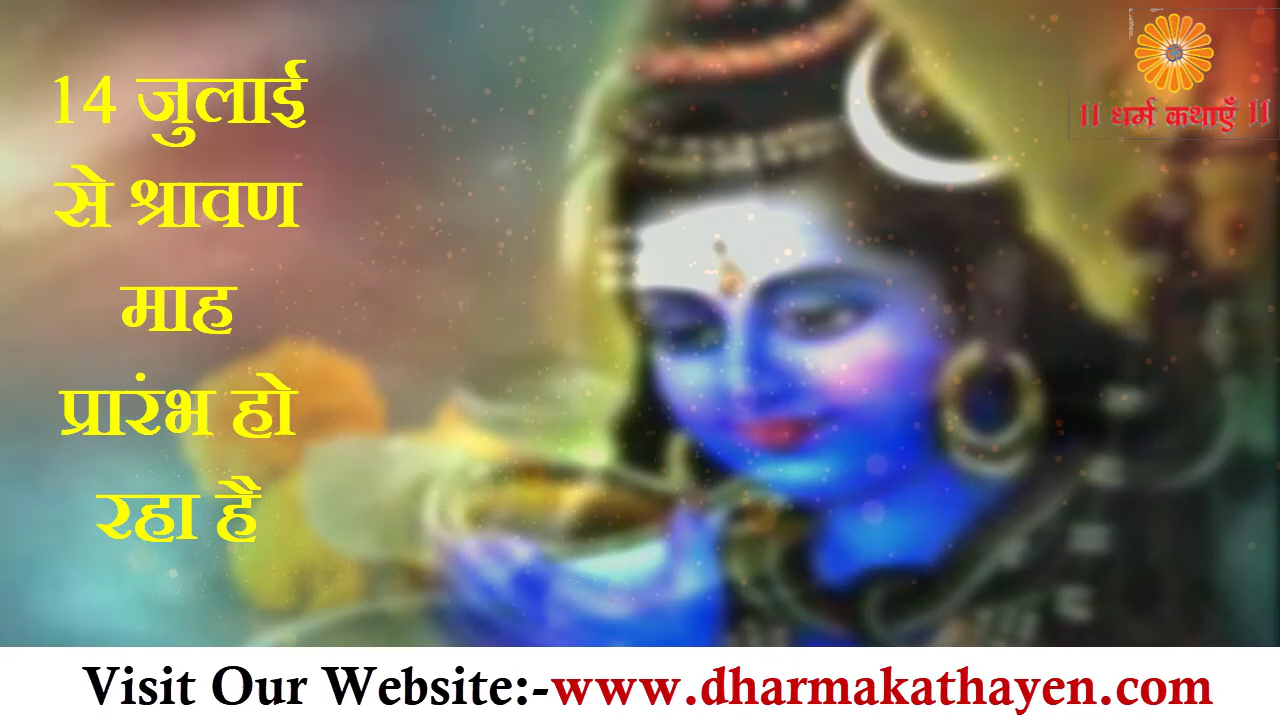 ॥ धर्म कथाएँ ॥
14 जुलाई
से श्रावण
माह
प्रारंभ हो
रहा है
Visit Our Website:-www.dharmakathayen.com